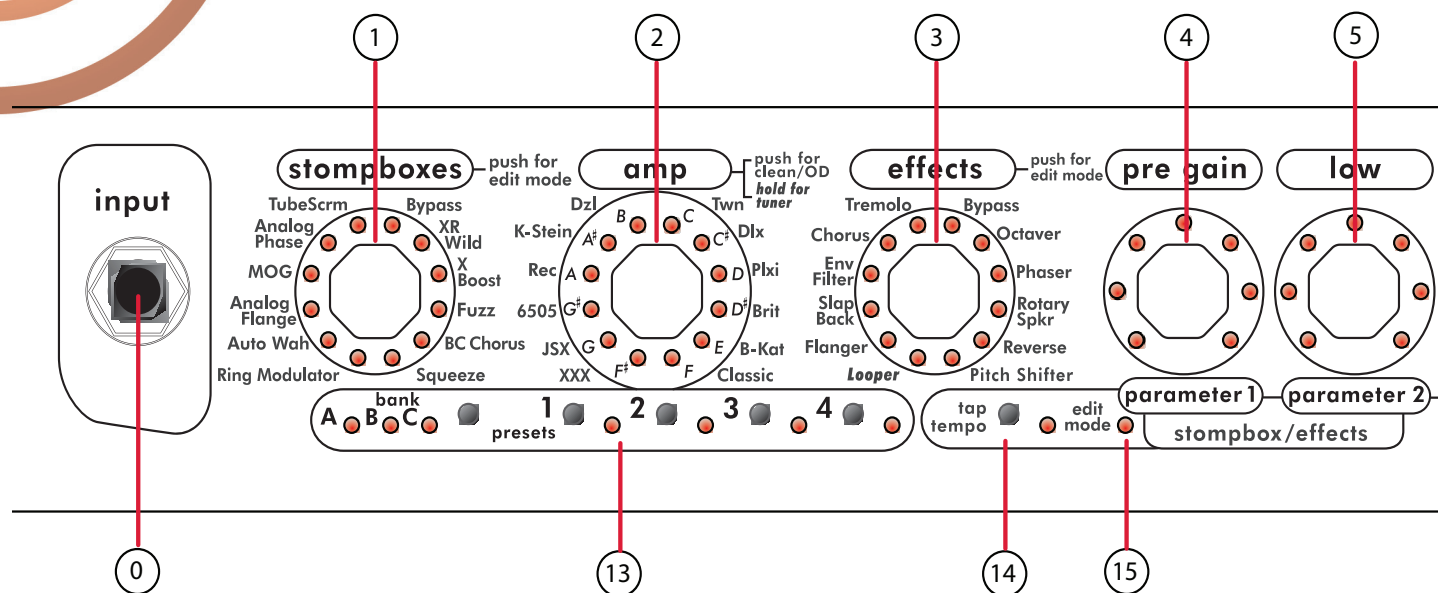 1
2
3
4
5
input
stompboxes
push for
edit mode
TubeScrm
Bypass
Analog
Phase
XR
Wild
MOG
X
Boost
Analog
Flange
Fuzz
Auto Wah
BC Chorus
Ring Modulator
Squeeze
amp
push for
clean/OD
hold for
tuner
Dzl
B
C
Twn
K-Stein
A♯
C♯
Dlx
Rec
A
D
Plxi
6505
G♯
D♯
Brit
JSX
G
E
B-Kat
XXX
F♯
F
Classic
effects
push for
edit mode
Tremolo
Bypass
Chorus
Octaver
Env
Filter
Phaser
Slap
Back
Rotary
Spkr
Flanger
Reverse
Looper
Pitch Shifter
pre gain
low
parameter 1
parameter 2
stompbox/effects
bank
A B C
presets
1 2 3 4
tap
tempo
edit
mode
0
13
14
15